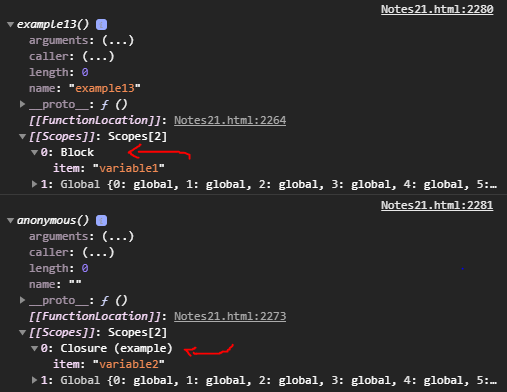 Notes21.html:2280
▼example13() i
arguments: (...)
caller: (...)
length: 0
name: "example13"
▶__proto__: ƒ ()
[[FunctionLocation]]: Notes21.html:2264
▼[[Scopes]]: Scopes[2]
▼0: Block
item: "variable1"
▶1: Global {0: global, 1: global, 2: global, 3: global, 4: global, 5:…
Notes21.html:2281
▼anonymous() i
arguments: (...)
caller: (...)
length: 0
name: ""
▶__proto__: ƒ ()
[[FunctionLocation]]: Notes21.html:2273
▼[[Scopes]]: Scopes[2]
▼0: Closure (example)
item: "variable2"
▶1: Global {0: global, 1: global, 2: global, 3: global, 4: global, 5:…